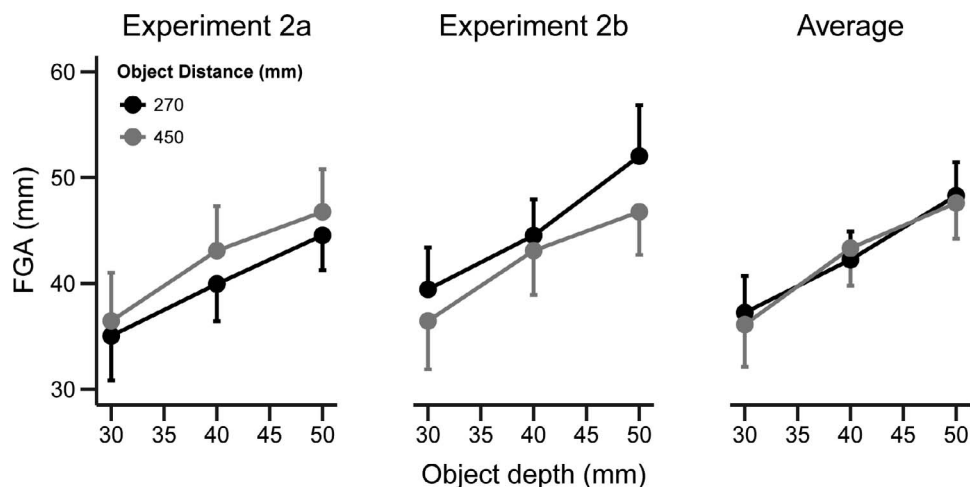 Experiment 2a
Experiment 2b
Average
Object Distance (mm)
270
450
FGA (mm)
60
50
40
30
30 35 40 45 50
30 35 40 45 50
30 35 40 45 50
Object depth (mm)